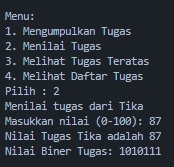 Menu:
1. Mengumpulkan Tugas
2. Menilai Tugas
3. Melihat Tugas Teratas
4. Melihat Daftar Tugas
Pilih : 2
Menilai tugas dari Tika
Masukkan nilai (0-100): 87
Nilai Tugas Tika adalah 87
Nilai Biner Tugas: 1010111